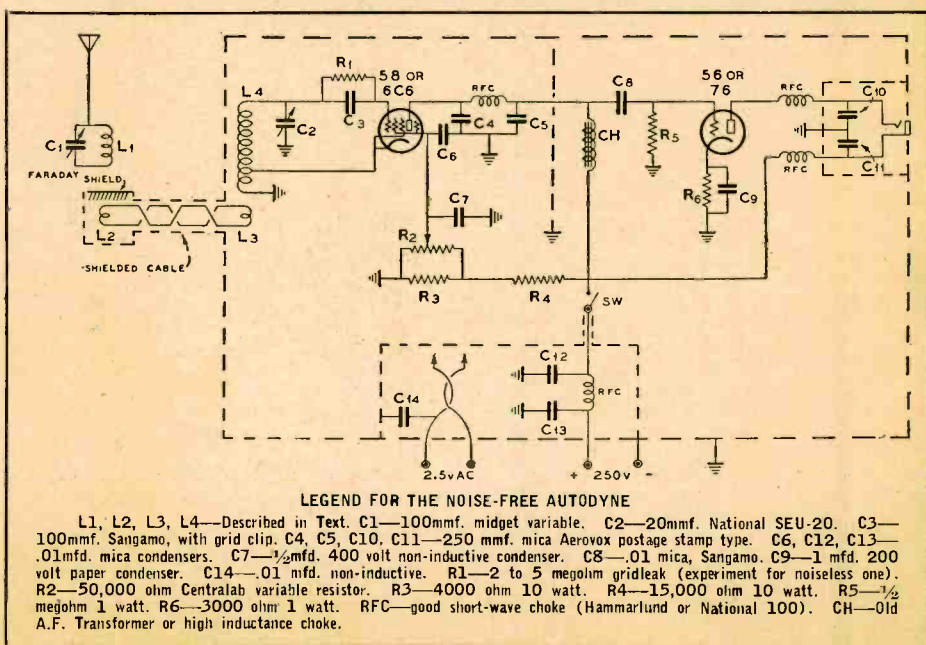 R1
58 OR
6C6
L4
C3
C2
RFC
C4
C5
C6
C8
56 OR
76
RFC
C10
CH
R5
C11
RFC
R6
C9
C1
L1
FARADAY SHIELD
L2
L3
SHIELDED CABLE
C7
R2
R3
R4
SW
C12
RFC
C14
C13
2.5v AC
+ 250v -
LEGEND FOR THE NOISE-FREE AUTODYNE
L1, L2, L3, L4—Described in Text. C1—100mmf. midget variable. C2—20mmf. National SEU-20. C3—
100mmf. Sangamo, with grid clip. C4, C5, C10, C11—250 mmf. mica Aerovox postage stamp type. C6, C12, C13—
.01mfd. mica condensers. C7—½mfd. 400 volt non-inductive condenser. C8—.01 mica, Sangamo. C9—1 mfd. 200
volt paper condenser. C14—.01 mfd. non-inductive. R1—2 to 5 megohm gridleak (experiment for noiseless one).
R2—50,000 ohm Centralab variable resistor. R3—4000 ohm 10 watt. R4—15,000 ohm 10 watt. R5—½
megohm 1 watt. R6—3000 ohm 1 watt. RFC—good short-wave choke (Hammarlund or National 100). CH—Old
A.F. Transformer or high inductance choke.